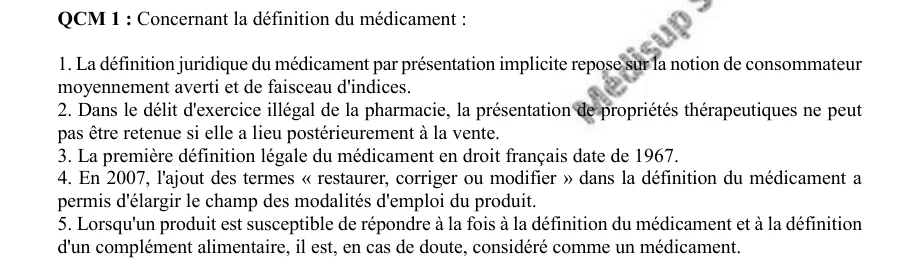 QCM 1 : Concernant la définition du médicament :
1. La définition juridique du médicament par présentation implicite repose sur la notion de consommateur
moyennement averti et de faisceau d'indices.
2. Dans le délit d'exercice illégal de la pharmacie, la présentation de propriétés thérapeutiques ne peut
pas être retenue si elle a lieu postérieurement à la vente.
3. La première définition légale du médicament en droit français date de 1967.
4. En 2007, l'ajout des termes « restaurer, corriger ou modifier » dans la définition du médicament a
permis d'élargir le champ des modalités d'emploi du produit.
5. Lorsqu'un produit est susceptible de répondre à la fois à la définition du médicament et à la définition
d'un complément alimentaire, il est, en cas de doute, considéré comme un médicament.
Médisup